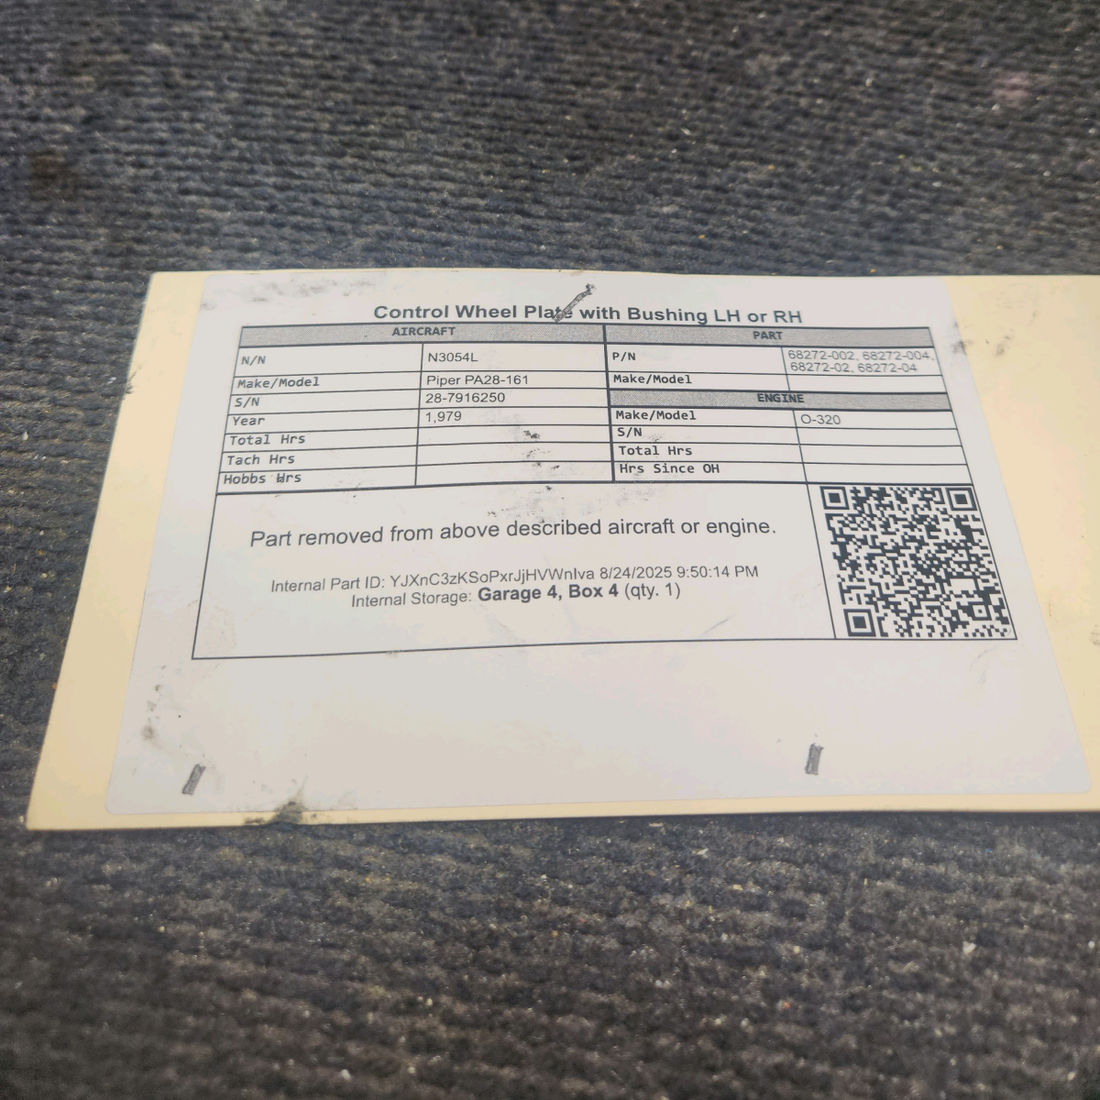 Control Wheel Plate with Bushing LH or RH
AIRCRAFT PART
N/N N3054L P/N 68272-002, 68272-004, 68272-02, 68272-04
Make/Model Piper PA28-161 Make/Model
S/N 28-7916250 ENGINE
Year 1,979 Make/Model O-320
Total Hrs S/N
Tach Hrs Total Hrs
Hobbs Hrs Hrs Since OH
Part removed from above described aircraft or engine.
Internal Part ID: YJXnC3zKSoPxrJjHVWnIva 8/24/2025 9:50:14 PM
Internal Storage: Garage 4, Box 4 (qty. 1)